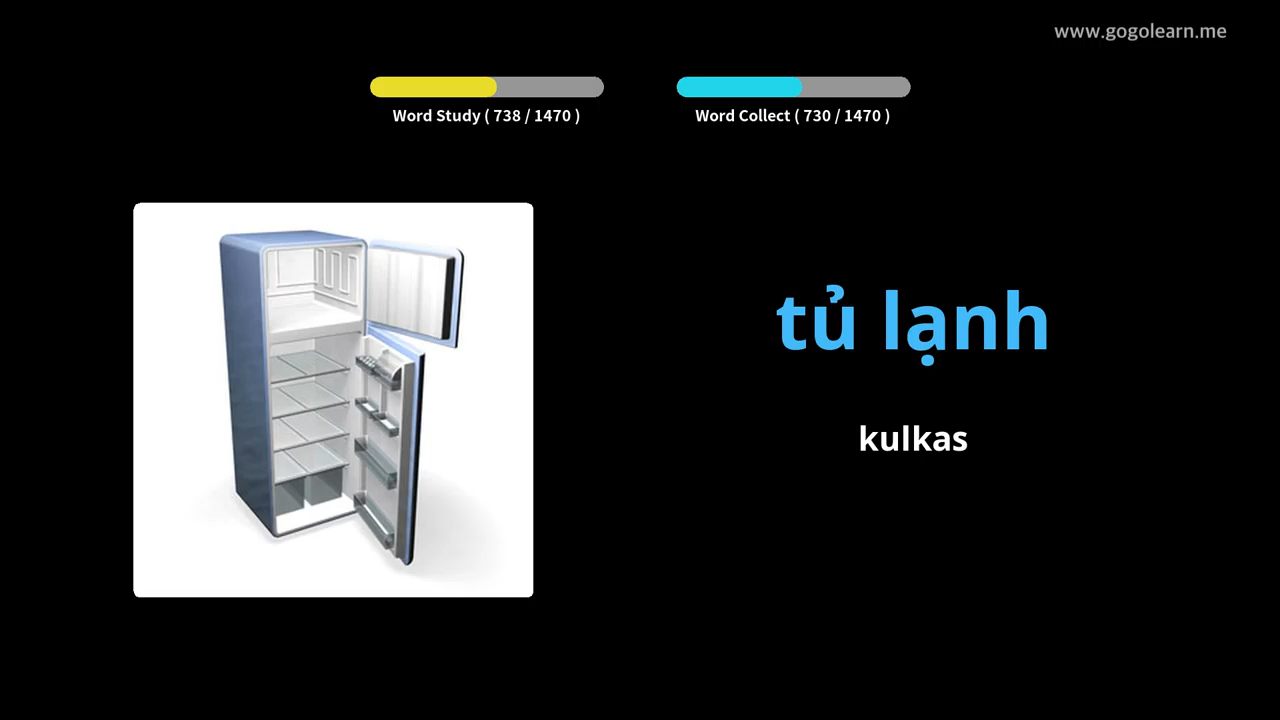 www.gogolearn.me
Word Study ( 738 / 1470 )
Word Collect ( 730 / 1470 )
tủ lạnh
kulkas